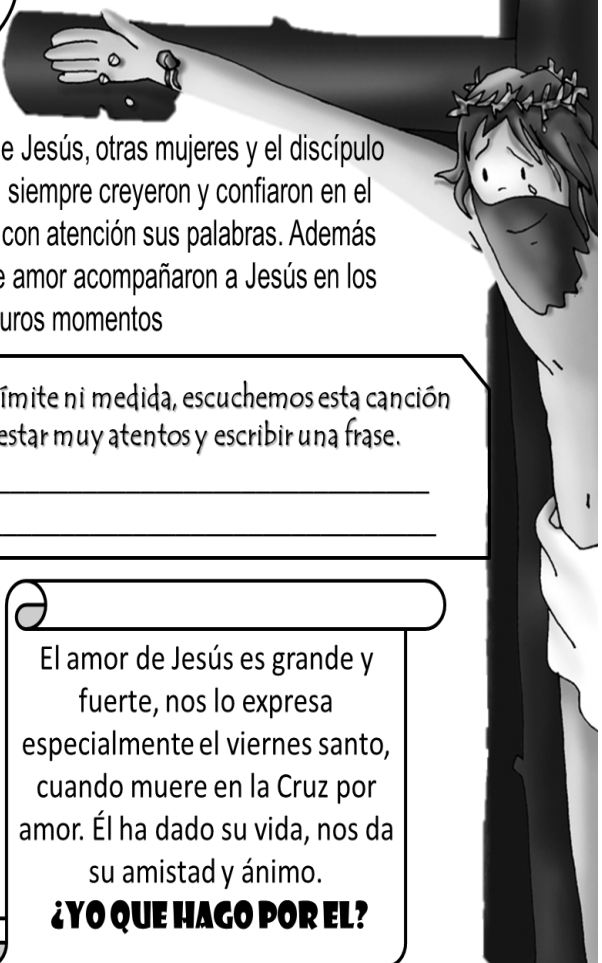 e Jesús, otras mujeres y el discípulo
siempre creyeron y confiaron en el
con atención sus palabras. Además
amor acompañaron a Jesús en los
uros momentos
ímite ni medida, escuchemos esta canción
estar muy atentos y escribir una frase.
El amor de Jesús es grande y
fuerte, nos lo expresa
especialmente el viernes santo,
cuando muere en la Cruz por
amor. Él ha dado su vida, nos da
su amistad y ánimo.
¿YO QUE HAGO POR EL?